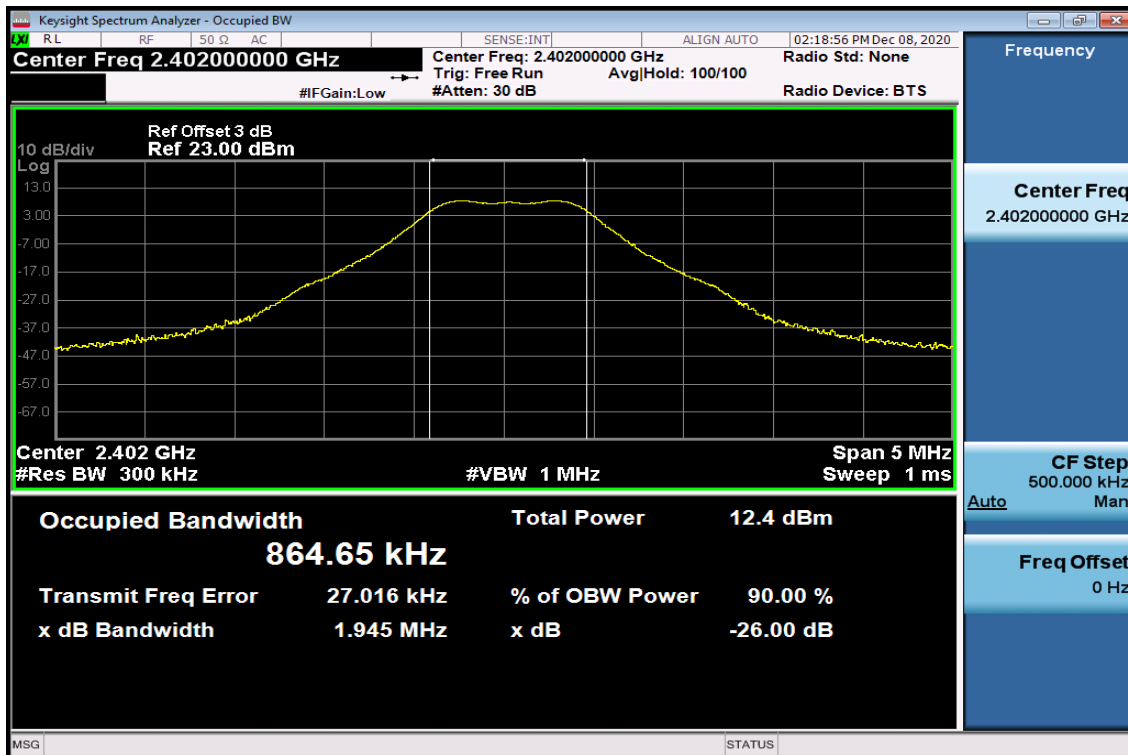 Keysight Spectrum Analyzer - Occupied BW
LXI RL RF 50 Ω AC SENSE:INT ALIGN AUTO 02:18:56 PM Dec 08, 2020
Center Freq 2.402000000 GHz
Center Freq: 2.402000000 GHz
Radio Std: None
Trig: Free Run
Avg|Hold: 100/100
#IFGain:Low
#Atten: 30 dB
Radio Device: BTS
Ref Offset 3 dB
10 dB/div
Ref 23.00 dBm
Log
13.0
3.00
-7.00
-17.0
-27.0
-37.0
-47.0
-57.0
-67.0
Center 2.402 GHz
Span 5 MHz
#Res BW 300 kHz
#VBW 1 MHz
Sweep 1 ms
Occupied Bandwidth
Total Power 12.4 dBm
864.65 kHz
Transmit Freq Error 27.016 kHz
% of OBW Power 90.00 %
x dB Bandwidth 1.945 MHz
x dB -26.00 dB
MSG
STATUS
Frequency
Center Freq
2.402000000 GHz
CF Step
500.000 kHz
Auto Man
Freq Offset
0 Hz